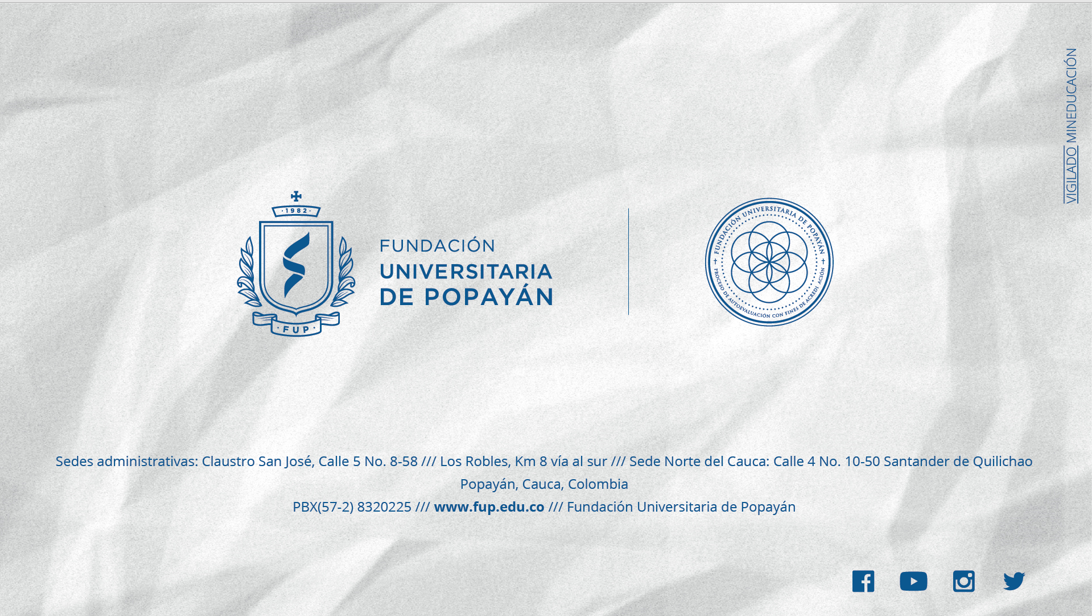 VIGILADO MINEDUCACIÓN
· 1982 ·
FUNDACIÓN
UNIVERSITARIA
DE POPAYÁN
· FUP ·
FUNDACIÓN UNIVERSITARIA DE POPAYÁN
PROCESO DE AUTOEVALUACIÓN CON FINES DE ACREDITACIÓN
Sedes administrativas: Claustro San José, Calle 5 No. 8-58 /// Los Robles, Km 8 vía al sur /// Sede Norte del Cauca: Calle 4 No. 10-50 Santander de Quilichao
Popayán, Cauca, Colombia
PBX(57-2) 8320225 /// www.fup.edu.co /// Fundación Universitaria de Popayán